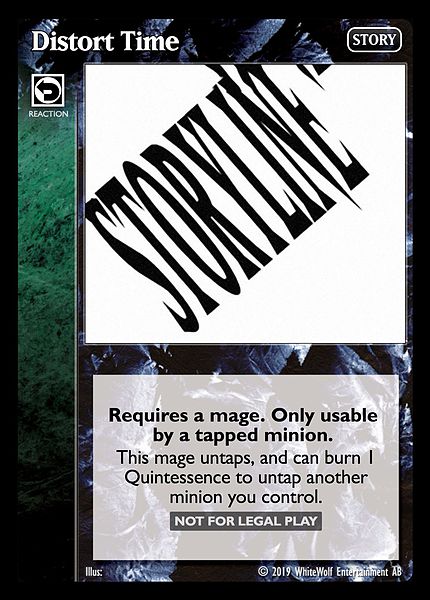 Distort Time
STORY
REACTION
STORYLINE
Requires a mage. Only usable
by a tapped minion.
This mage untaps, and can burn 1
Quintessence to untap another
minion you control.
NOT FOR LEGAL PLAY
Illus:
© 2019 WhiteWolf Entertainment AB